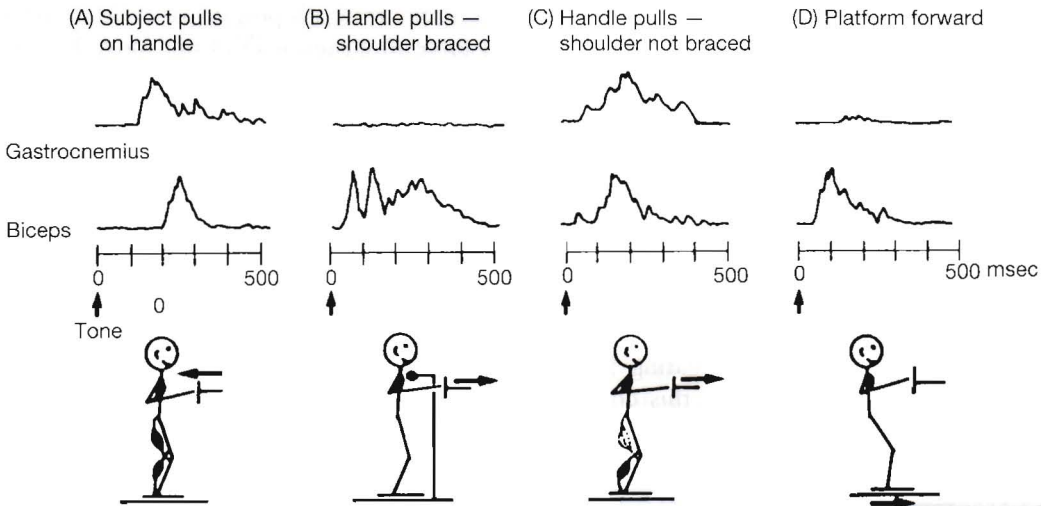 (A) Subject pulls
on handle
(B) Handle pulls —
shoulder braced
(C) Handle pulls —
shoulder not braced
(D) Platform forward
Gastrocnemius
Biceps
0 500
0 500
0 500
0 500 msec
0
Tone